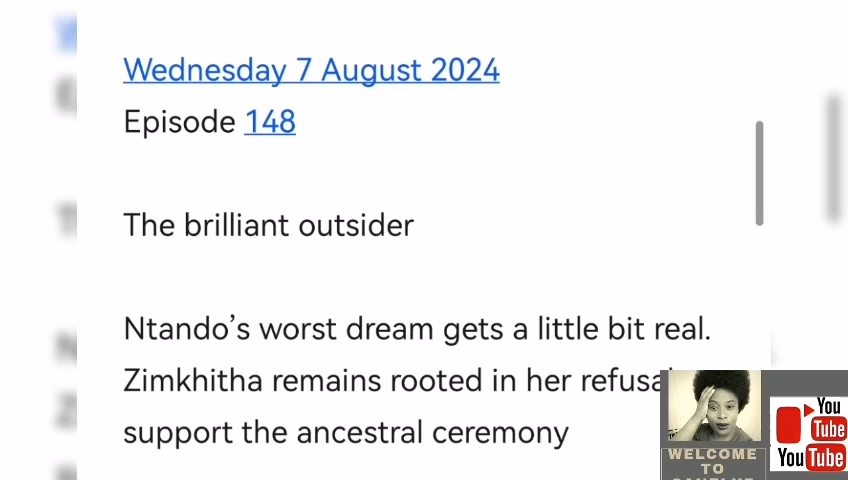 Wednesday 7 August 2024
Episode 148
The brilliant outsider
Ntando's worst dream gets a little bit real.
Zimkhitha remains rooted in her
support the ancestral ceremony
WELCOME
TO
You
Tube
YouTube